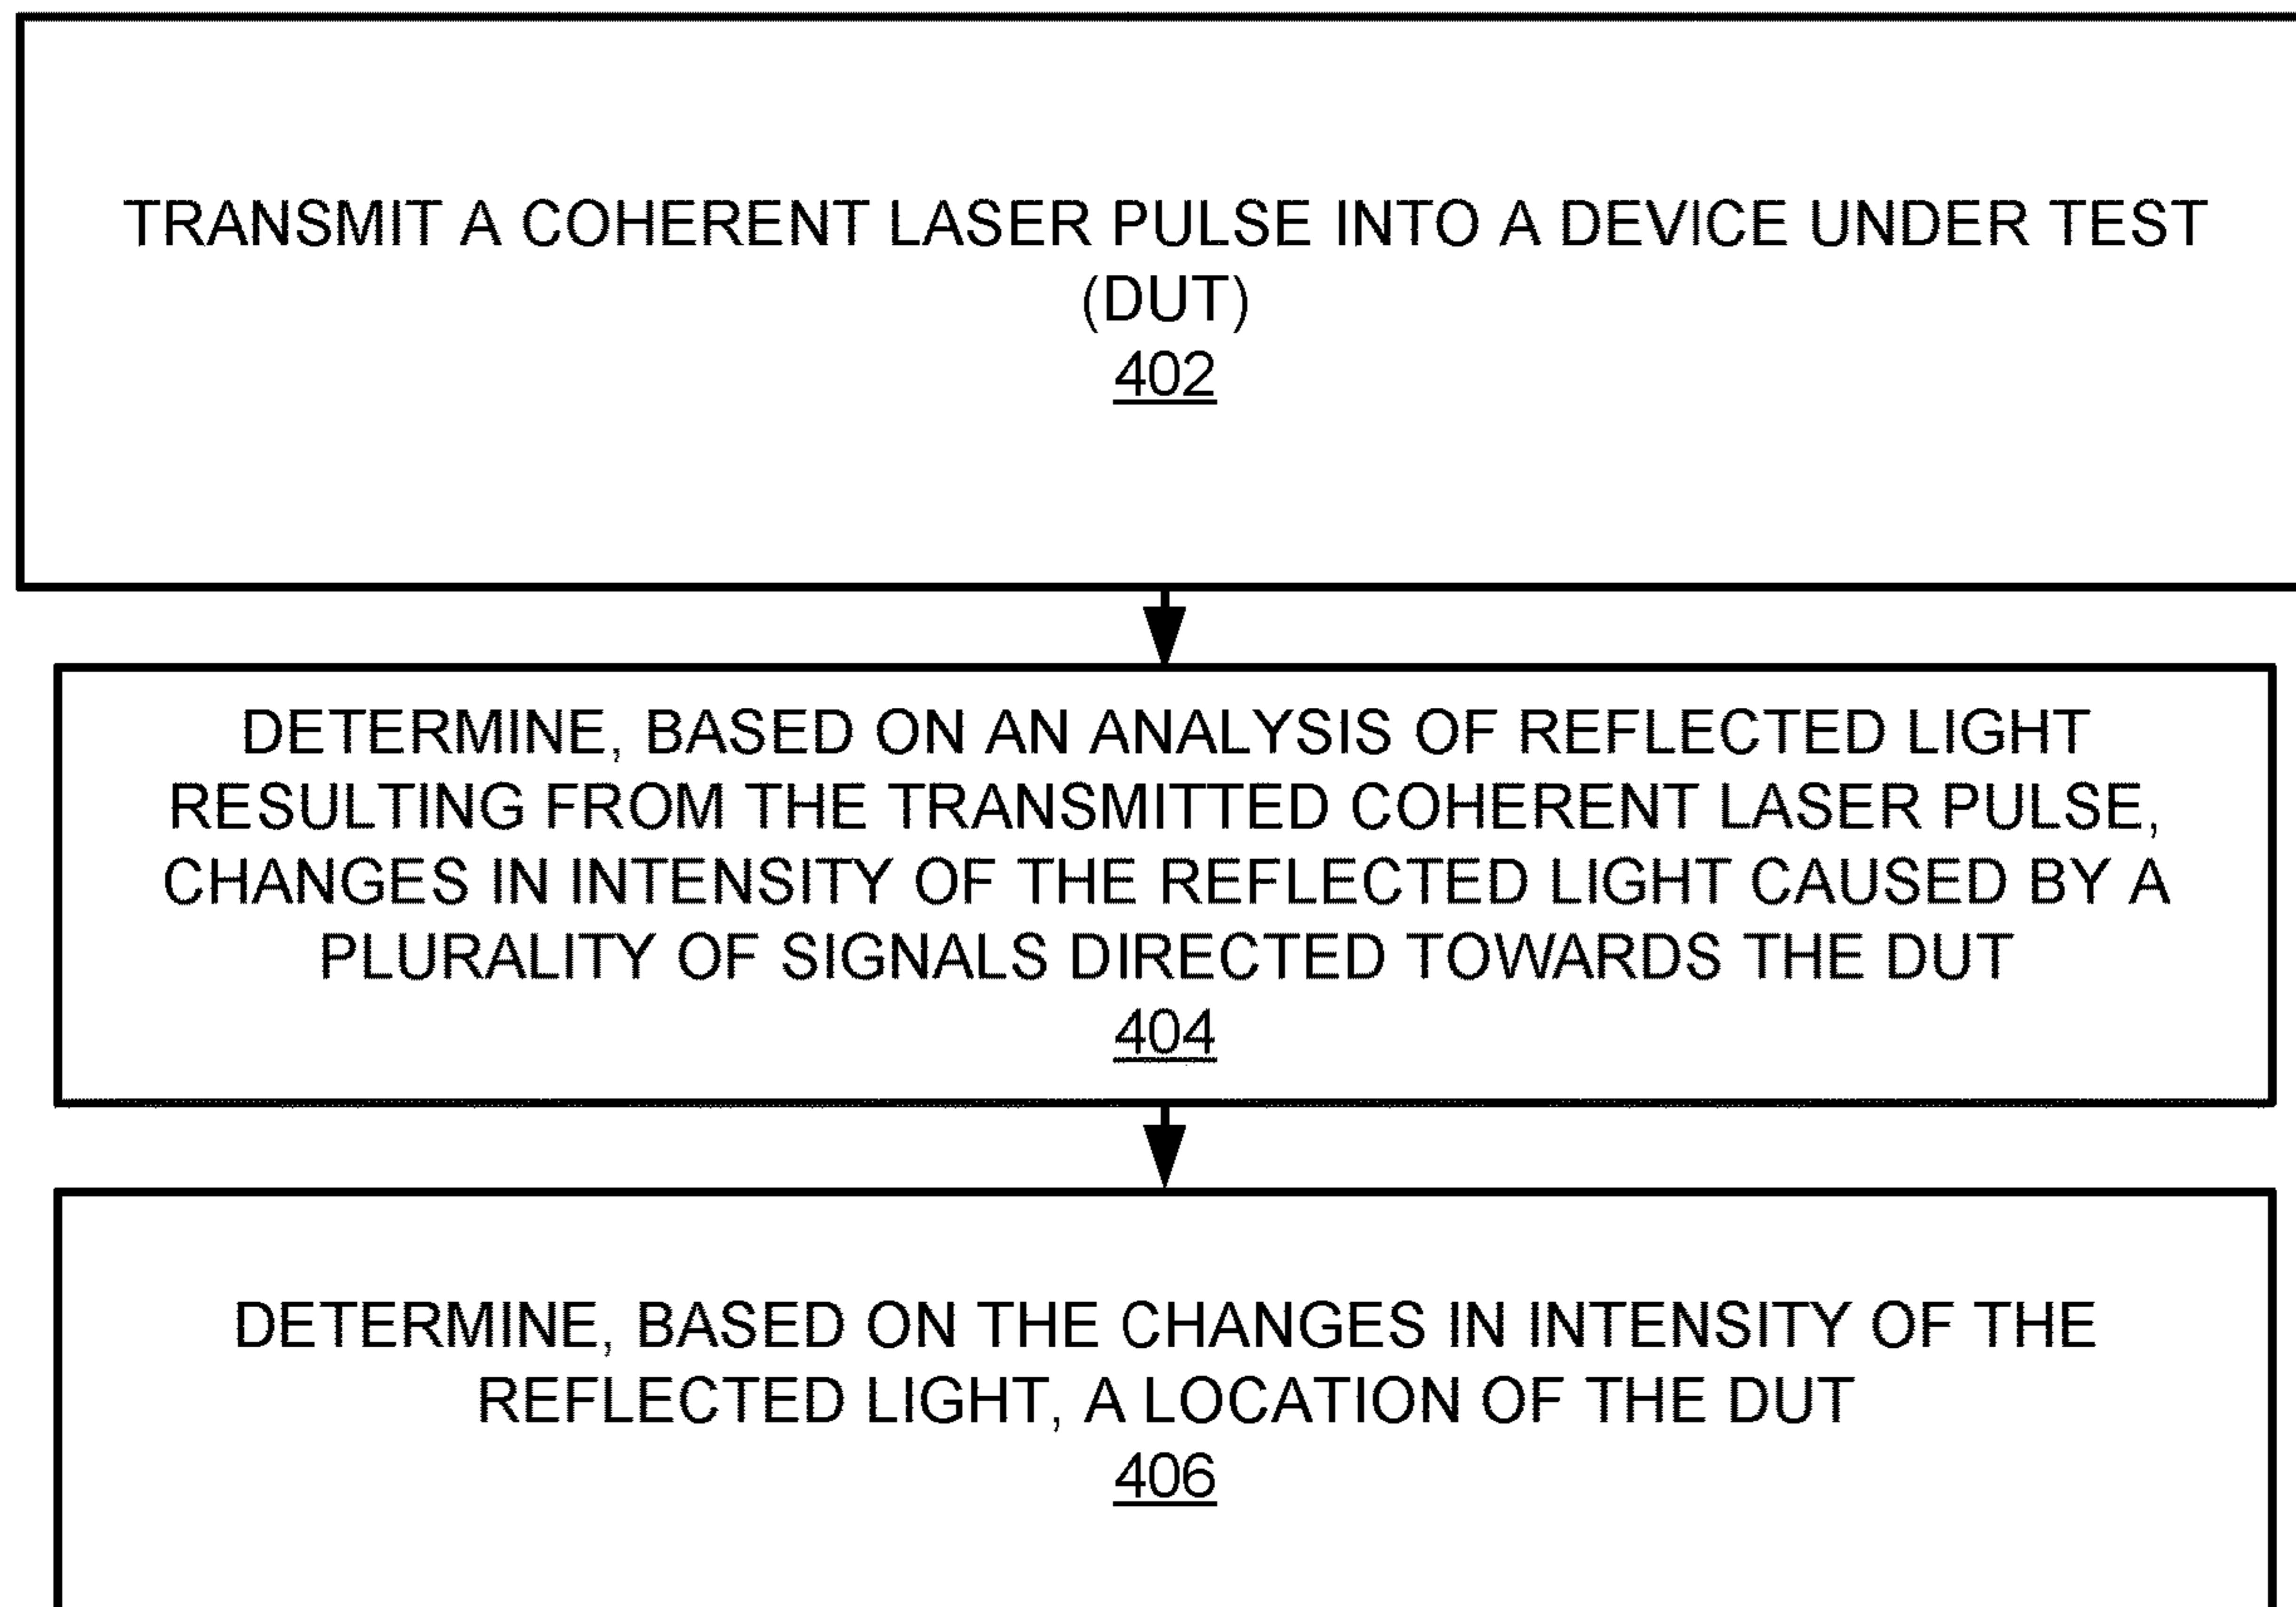 TRANSMIT A COHERENT LASER PULSE INTO A DEVICE UNDER TEST
(DUT)
402
DETERMINE, BASED ON AN ANALYSIS OF REFLECTED LIGHT
RESULTING FROM THE TRANSMITTED COHERENT LASER PULSE,
CHANGES IN INTENSITY OF THE REFLECTED LIGHT CAUSED BY A
PLURALITY OF SIGNALS DIRECTED TOWARDS THE DUT
404
DETERMINE, BASED ON THE CHANGES IN INTENSITY OF THE
REFLECTED LIGHT, A LOCATION OF THE DUT
406